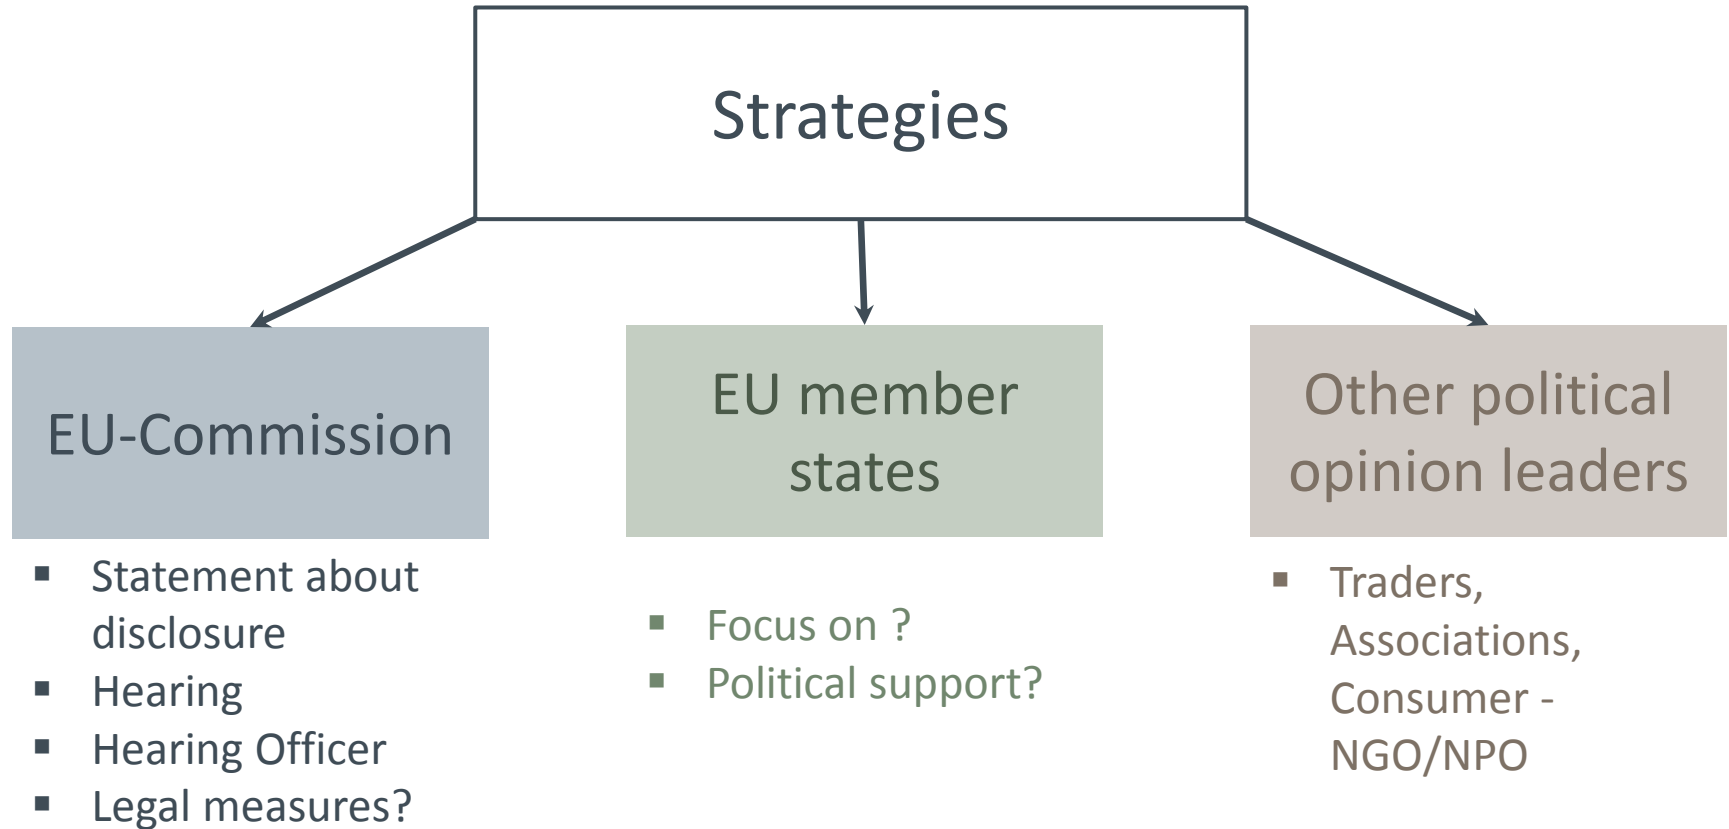 Strategies
EU-Commission
▪ Statement about
disclosure
▪ Hearing
▪ Hearing Officer
▪ Legal measures?
EU member
states
▪ Focus on ?
▪ Political support?
Other political
opinion leaders
▪ Traders,
Associations,
Consumer -
NGO/NPO